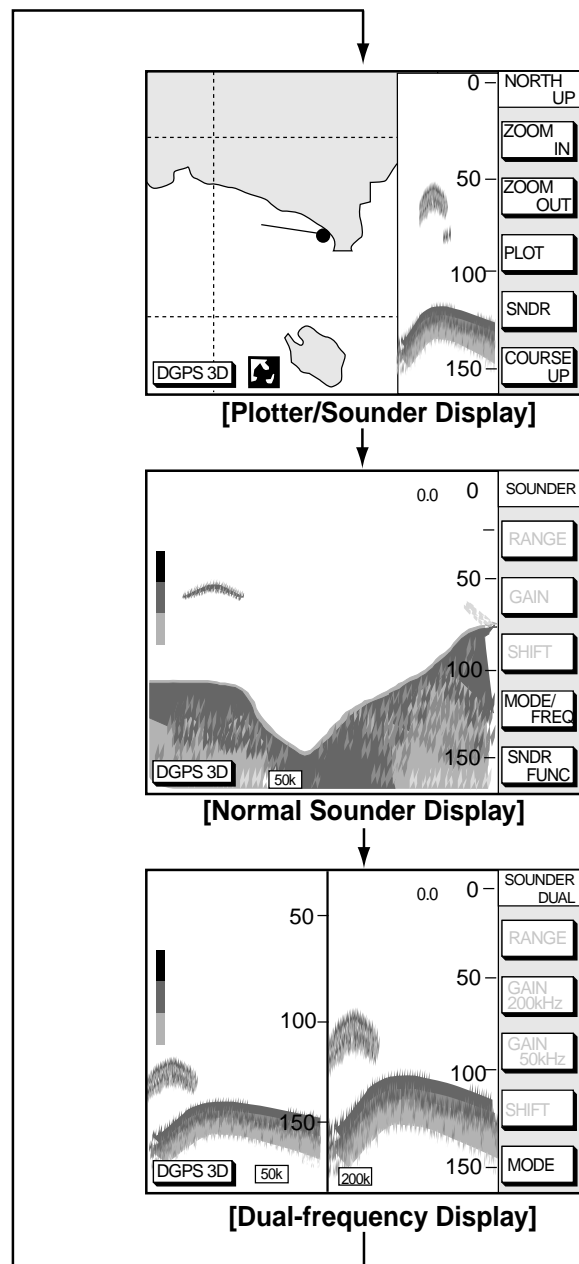 0
NORTH
UP
ZOOM
IN
50
ZOOM
OUT
PLOT
100
SNDR
COURSE
UP
DGPS 3D
150
[Plotter/Sounder Display]
0.0 0 SOUNDER
RANGE
50
GAIN
SHIFT
100
MODE/
FREQ
150
SNDR
FUNC
DGPS 3D
50k
[Normal Sounder Display]
0.0 0
SOUNDER
DUAL
50
RANGE
50
GAIN
200kHz
100
GAIN
50kHz
100
150
SHIFT
DGPS 3D
50k
200k
150
MODE
[Dual-frequency Display]